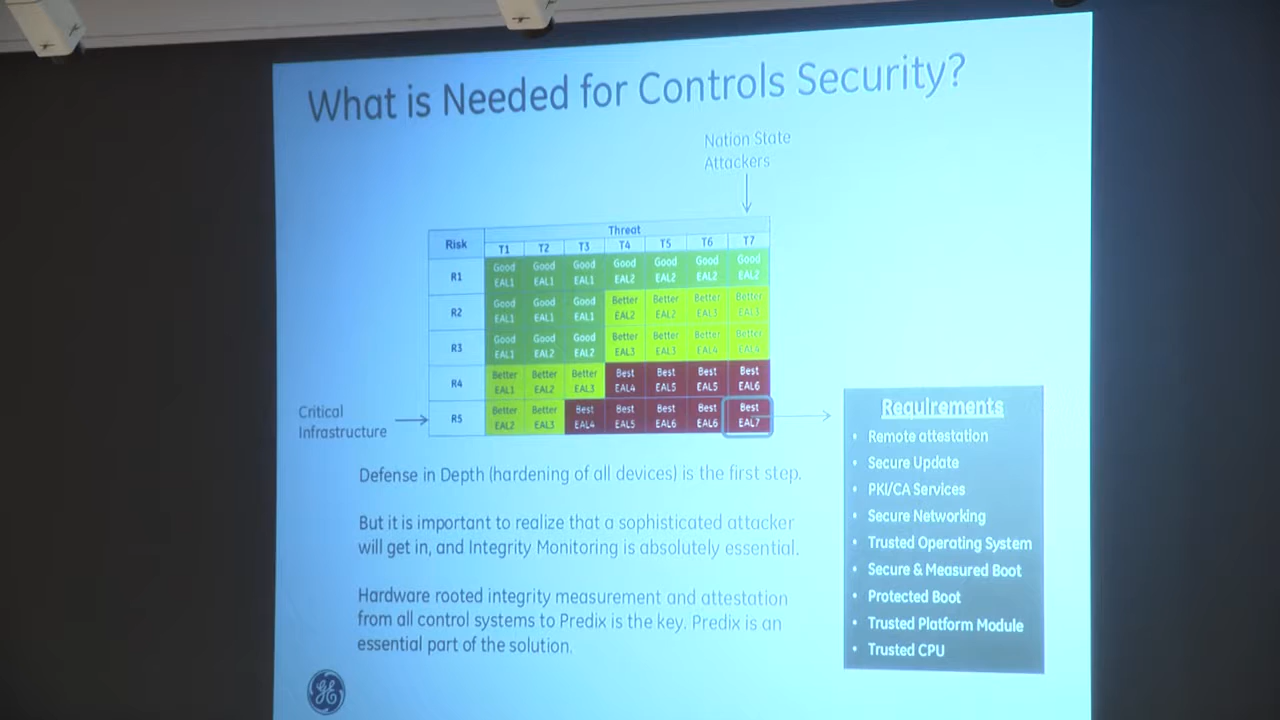 What is Needed for Controls Security?
Nation State
Attackers
Risk
Threat
T1 T2 T3 T4 T5 T6 T7
R1
Good Good Good Good Good Good Good
EAL1 EAL1 EAL1 EAL2 EAL2 EAL2 EAL2
R2
Good Good Good Better Better Better Better
EAL1 EAL1 EAL1 EAL2 EAL2 EAL3 EAL3
R3
Good Good Good Better Better Better Better
EAL1 EAL2 EAL2 EAL3 EAL3 EAL4 EAL4
R4
Better Better Better Best Best Best Best
EAL1 EAL2 EAL3 EAL4 EAL5 EAL5 EAL6
Critical
Infrastructure
R5
Better Better Best Best Best Best Best
EAL2 EAL3 EAL4 EAL5 EAL6 EAL6 EAL7
Defense in Depth (hardening of all devices) is the first step.
But it is important to realize that a sophisticated attacker
will get in, and Integrity Monitoring is absolutely essential.
Hardware rooted integrity measurement and attestation
from all control systems to Predix is the key. Predix is an
essential part of the solution.
Requirements
• Remote attestation
• Secure Update
• PKI/CA Services
• Secure Networking
• Trusted Operating System
• Secure & Measured Boot
• Protected Boot
• Trusted Platform Module
• Trusted CPU
GE